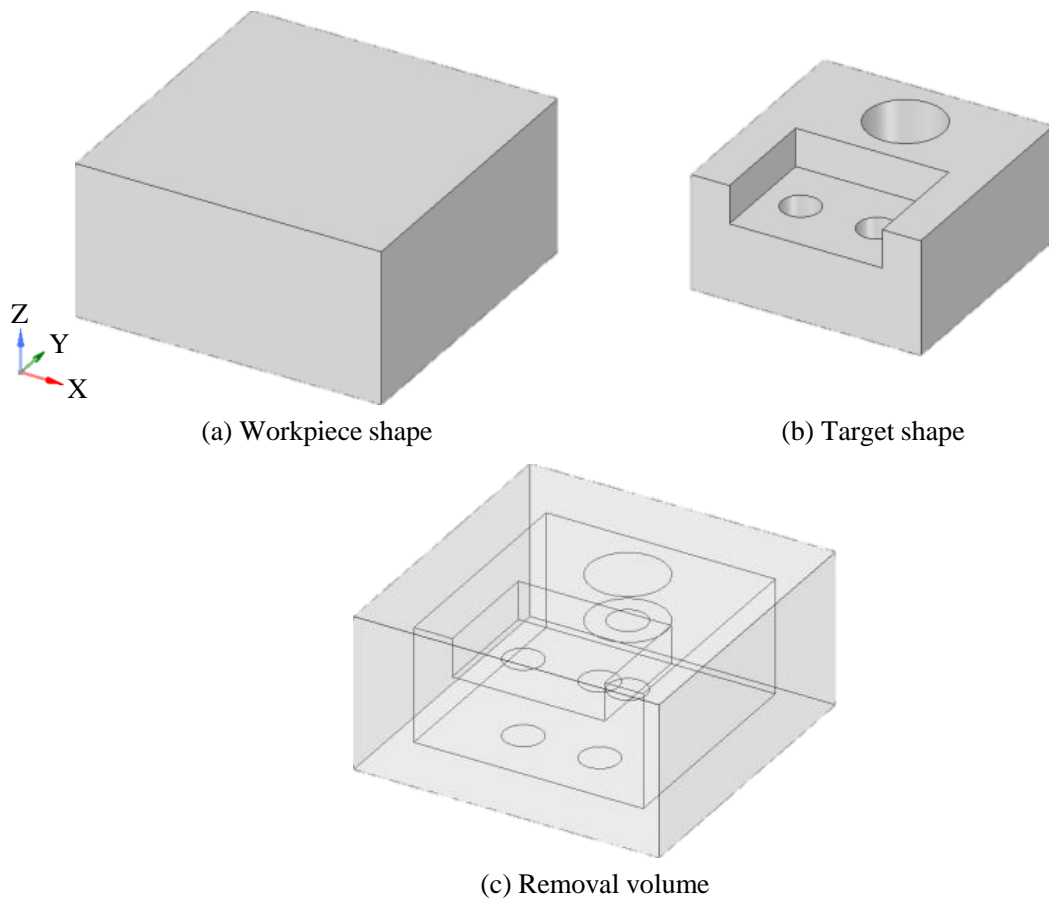 Z
Y
X
(a) Workpiece shape
(b) Target shape
(c) Removal volume